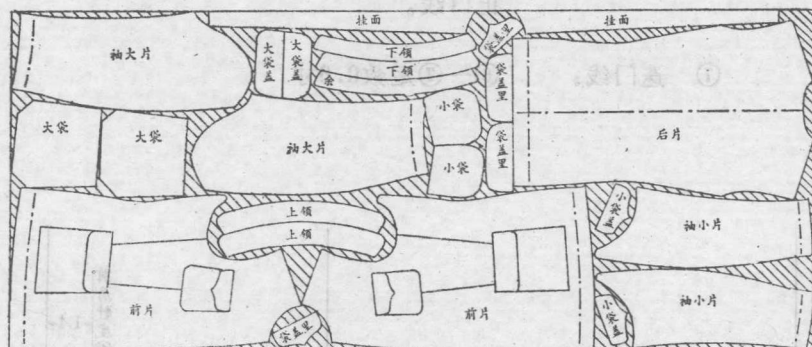 挂面
挂面
袖大片
大袋盖
大袋盖
下领
下领
余
袋盖里
袋盖里
小袋
大袋
大袋
袖大片
后片
小袋
袋盖里
上领
上领
小袋盖
袖小片
前片
前片
袋盖里
小袋盖
袖小片